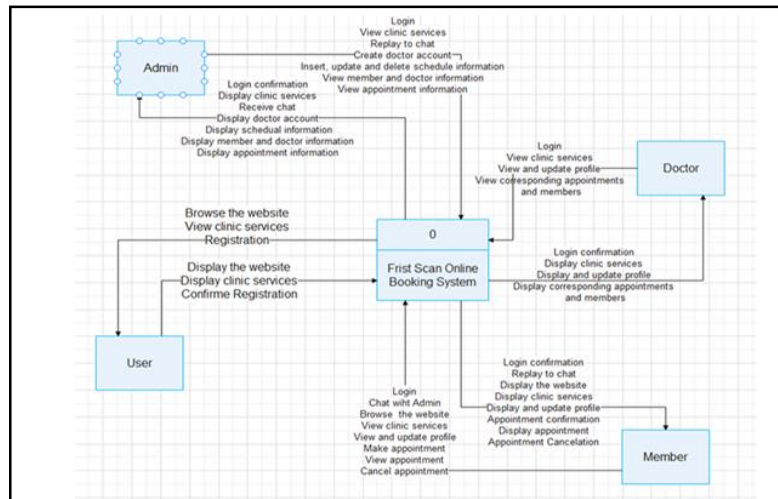 Login
View clinic services
Replay to chat
Create doctor account
Insert, update and delete schedule information
View member and doctor information
View appointment information
Admin
Login confirmation
Display clinic services
Receive chat
Display doctor account
Display schedual information
Display member and doctor information
Display appointment information
Login
View clinic services
View and update profile
View corresponding appointments
and members
Doctor
Browse the website
View clinic services
Registration
0
Frist Scan Online
Booking System
Login confirmation
Display clinic services
Display and update profile
Display corresponding appointments
and members
Display the website
Display clinic services
Confirme Registration
User
Login
Chat wiht Admin
Browse the website
View clinic services
View and update profile
Make appointment
View appointment
Cancel appointment
Login confirmation
Replay to chat
Display the website
Display clinic services
Display and update profile
Appointment confirmation
Display appointment
Appointment Cancelation
Member